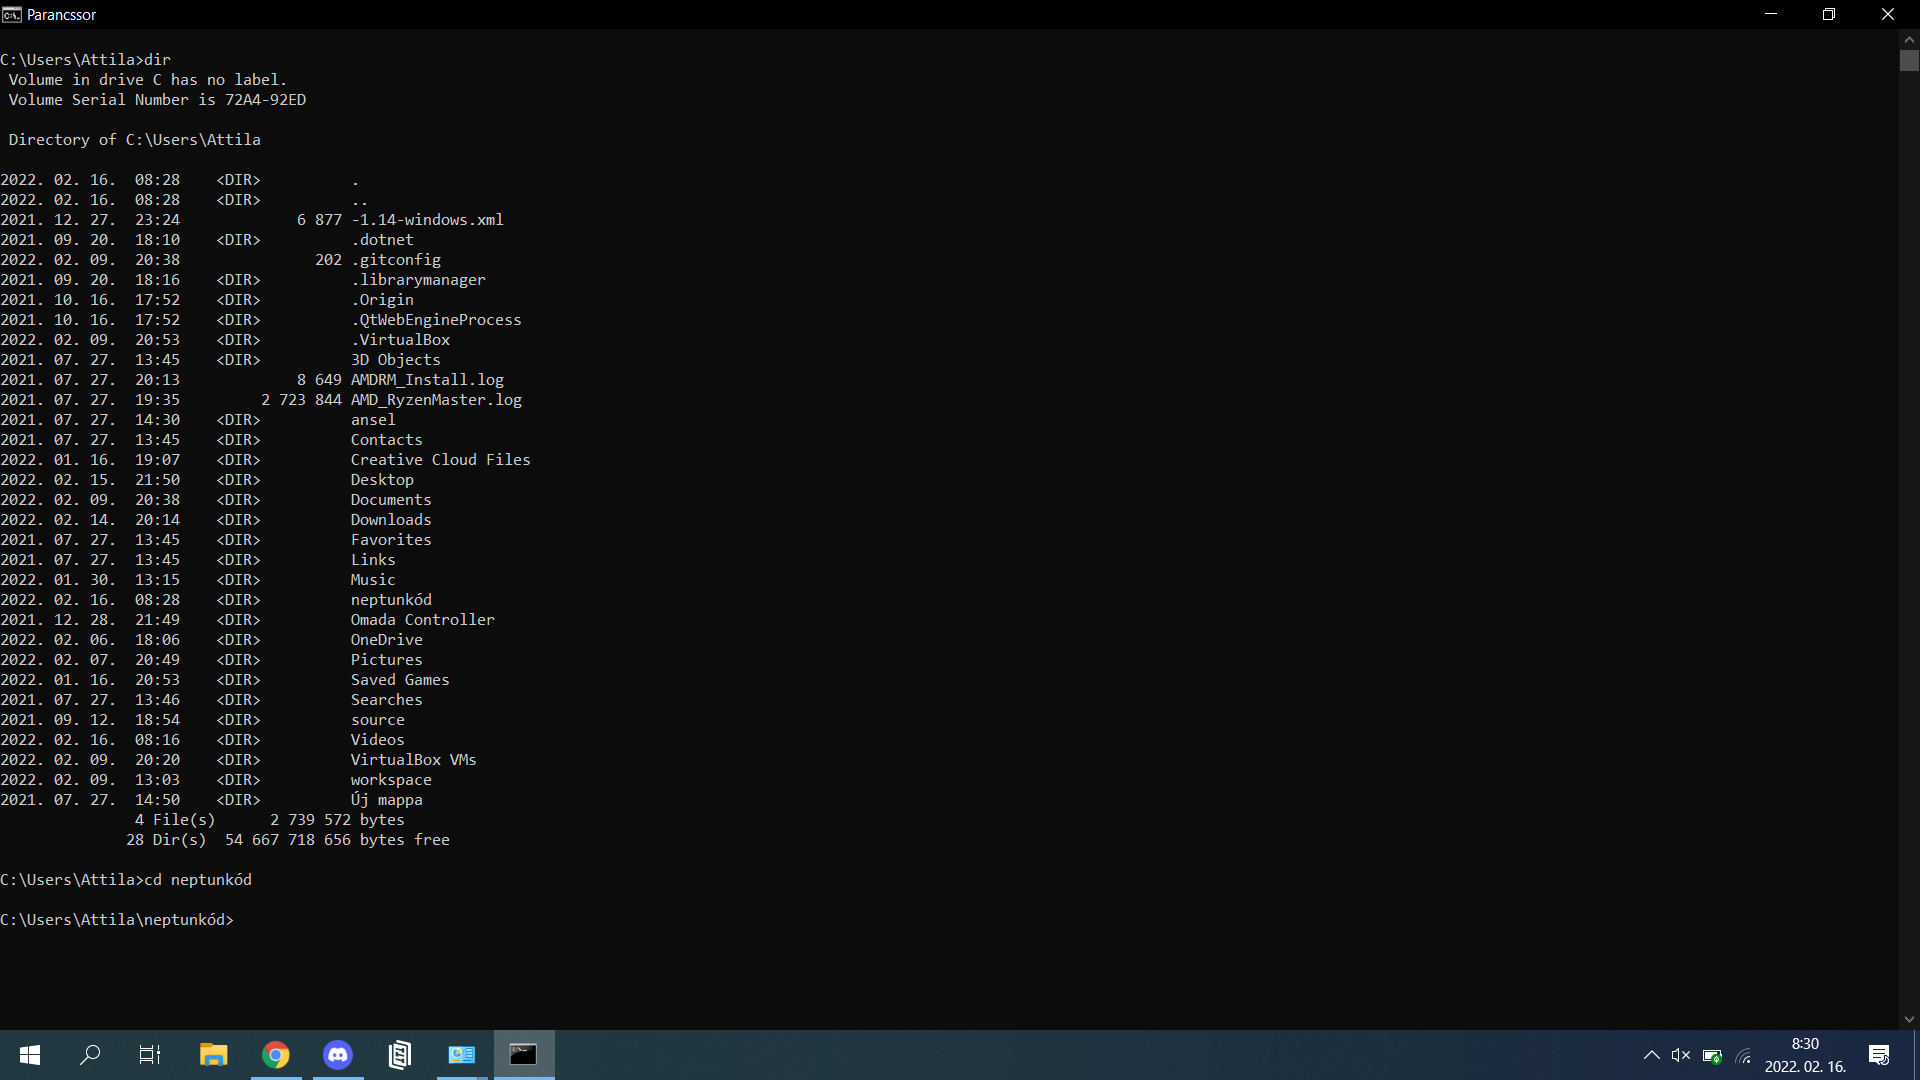 Parancssor
C:\Users\Attila>dir
 Volume in drive C has no label.
 Volume Serial Number is 72A4-92ED
 Directory of C:\Users\Attila
2022. 02. 16.  08:28    <DIR>          .
2022. 02. 16.  08:28    <DIR>          ..
2021. 12. 27.  23:24             6 877 -1.14-windows.xml
2021. 09. 20.  18:10    <DIR>          .dotnet
2022. 02. 09.  20:38               202 .gitconfig
2021. 09. 20.  18:16    <DIR>          .librarymanager
2021. 10. 16.  17:52    <DIR>          .Origin
2021. 10. 16.  17:52    <DIR>          .QtWebEngineProcess
2022. 02. 09.  20:53    <DIR>          .VirtualBox
2021. 07. 27.  13:45    <DIR>          3D Objects
2021. 07. 27.  20:13             8 649 AMDRM_Install.log
2021. 07. 27.  19:35         2 723 844 AMD_RyzenMaster.log
2021. 07. 27.  14:30    <DIR>          ansel
2021. 07. 27.  13:45    <DIR>          Contacts
2022. 01. 16.  19:07    <DIR>          Creative Cloud Files
2022. 02. 15.  21:50    <DIR>          Desktop
2022. 02. 09.  20:38    <DIR>          Documents
2022. 02. 14.  20:14    <DIR>          Downloads
2021. 07. 27.  13:45    <DIR>          Favorites
2021. 07. 27.  13:45    <DIR>          Links
2022. 01. 30.  13:15    <DIR>          Music
2022. 02. 16.  08:28    <DIR>          neptunkód
2021. 12. 28.  21:49    <DIR>          Omada Controller
2022. 02. 06.  18:06    <DIR>          OneDrive
2022. 02. 07.  20:49    <DIR>          Pictures
2022. 01. 16.  20:53    <DIR>          Saved Games
2021. 07. 27.  13:46    <DIR>          Searches
2021. 09. 12.  18:54    <DIR>          source
2022. 02. 16.  08:16    <DIR>          Videos
2022. 02. 09.  20:20    <DIR>          VirtualBox VMs
2022. 02. 09.  13:03    <DIR>          workspace
2021. 07. 27.  14:50    <DIR>          Új mappa
               4 File(s)      2 739 572 bytes
              28 Dir(s)  54 667 718 656 bytes free
C:\Users\Attila>cd neptunkód
C:\Users\Attila\neptunkód>
8:30
2022. 02. 16.